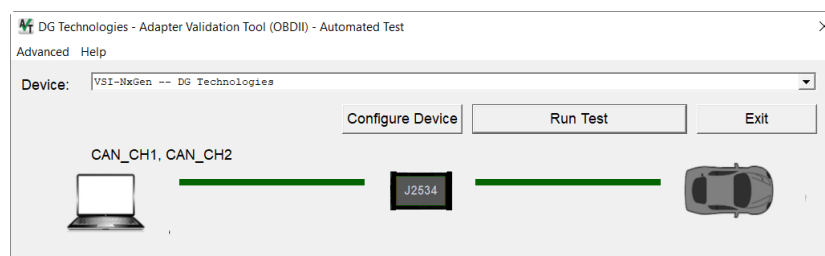 DG Technologies - Adapter Validation Tool (OBDII) - Automated Test
Advanced Help
Device: VSI-NxGen -- DG Technologies
Configure Device Run Test Exit
CAN_CH1, CAN_CH2
J2534